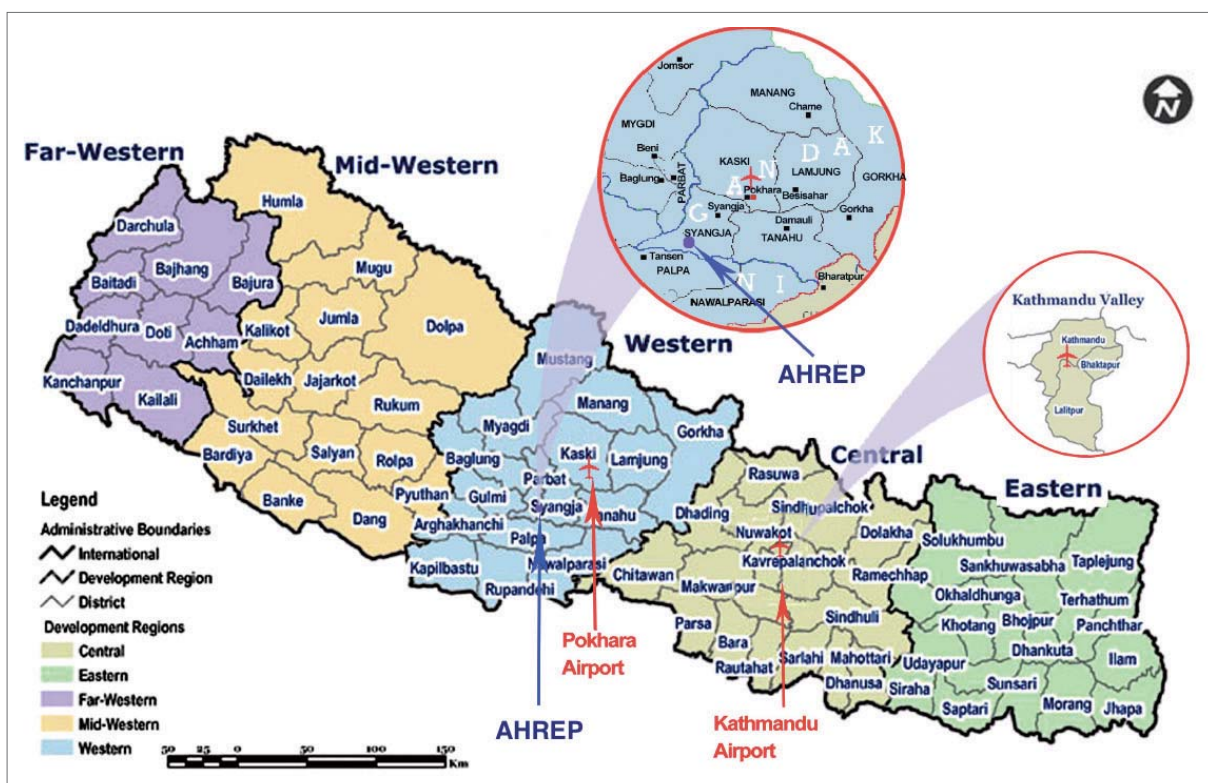 N
Jomsor
MANANG
Chame
MYGDI
Beni
Baglung
PARBAT
KASKI
Pokhara
LAMJUNG
Besisahar
GORKHA
Gorkha
Syangja
SYANGJA
Damauli
TANAHU
Tansen
PALPA
NAWALPARASI
Bharatpur
G A N D A K
N I
AHREP
Kathmandu Valley
Kathmandu
Bhaktapur
Lalitpur
Far-Western
Darchula
Baitadi
Bajhang
Bajura
Dadeldhura
Doti
Achham
Kanchanpur
Kailali
Mid-Western
Humla
Mugu
Jumla
Dolpa
Kalikot
Dailekh
Jajarkot
Rukum
Surkhet
Bardiya
Salyan
Rolpa
Banke
Dang
Pyuthan
Western
Mustang
Manang
Myagdi
Gorkha
Kaski
Lamjung
Baglung
Parbat
Gulmi
Syangja
Tanahu
Arghakhanchi
Palpa
Kapilbastu
Nawalparasi
Rupandehi
Central
Rasuwa
Sindhupalchok
Dhading
Nuwakot
Dolakha
Kavrepalanchok
Chitawan
Makwanpur
Ramechhap
Parsa
Sindhuli
Bara
Rautahat
Sarlahi
Mahottari
Dhanusa
Eastern
Solukhumbu
Sankhuwasabha
Taplejung
Okhaldhunga
Terhathum
Khotang
Bhojpur
Panchthar
Dhankuta
Udayapur
Ilam
Siraha
Sunsari
Saptari
Morang
Jhapa
Pokhara
Airport
AHREP
Kathmandu
Airport
Legend
Administrative Boundaries
International
Development Region
District
Development Regions
Central
Eastern
Far-Western
Mid-Western
Western
50 25 0 50 100 150
Km